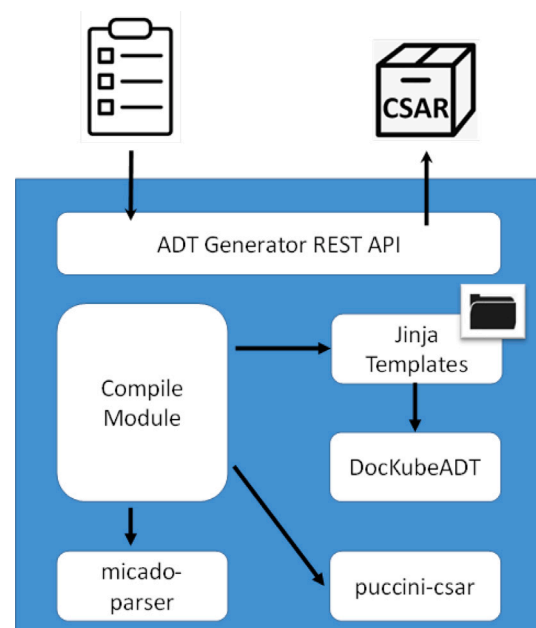 CSAR
ADT Generator REST API
Compile
Module
Jinja
Templates
DocKubeADT
micado-
parser
puccini-csar